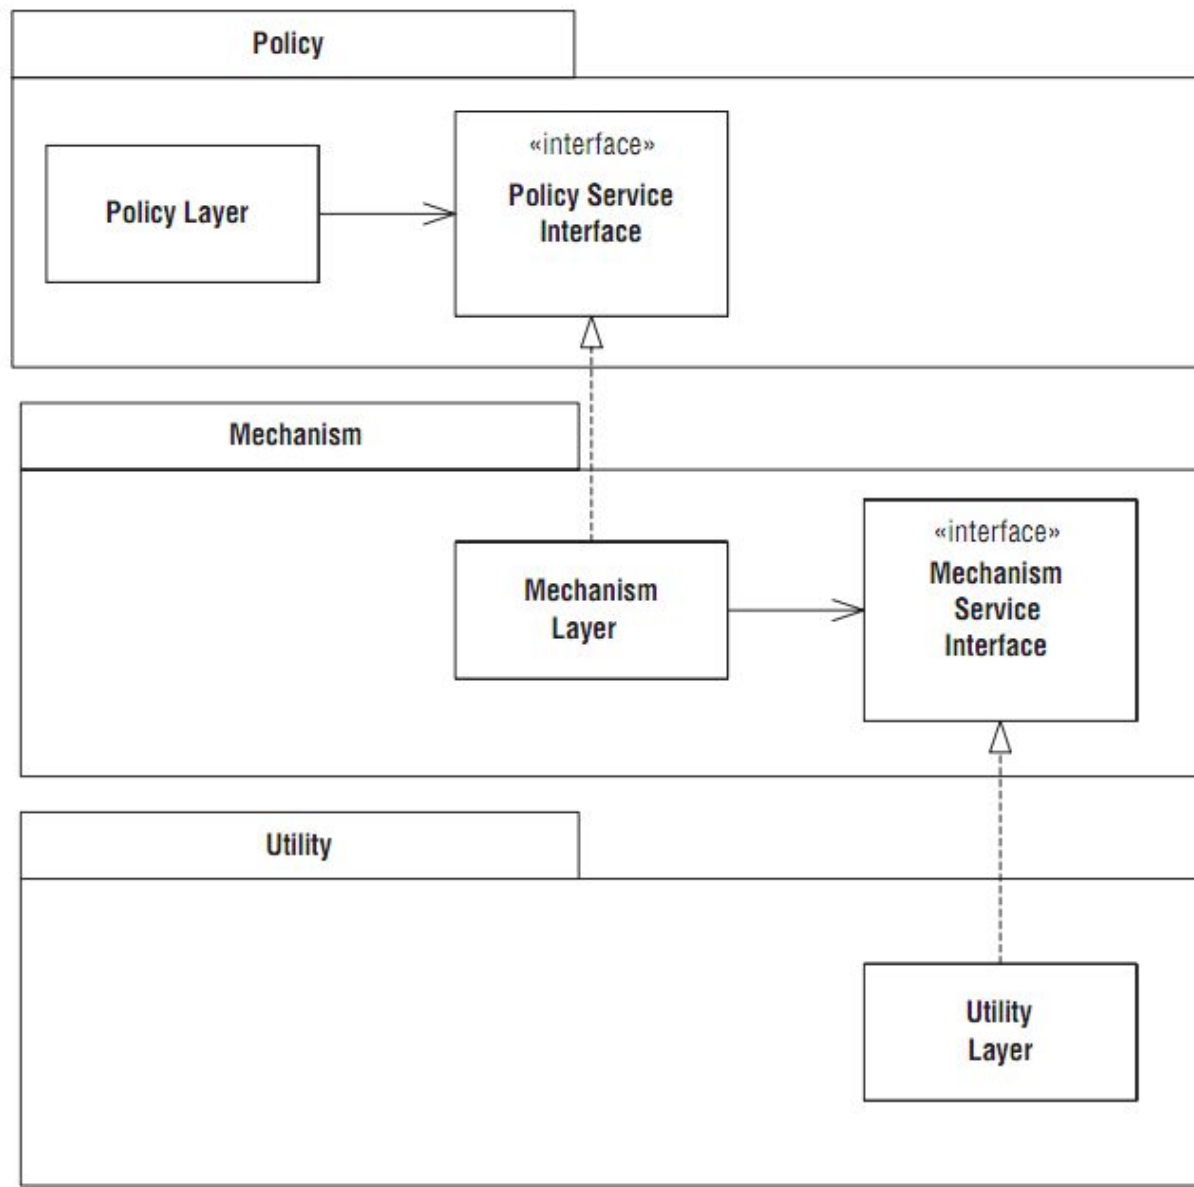 Policy
Policy Layer
«interface»
Policy Service
Interface
Mechanism
Mechanism
Layer
«interface»
Mechanism
Service
Interface
Utility
Utility
Layer